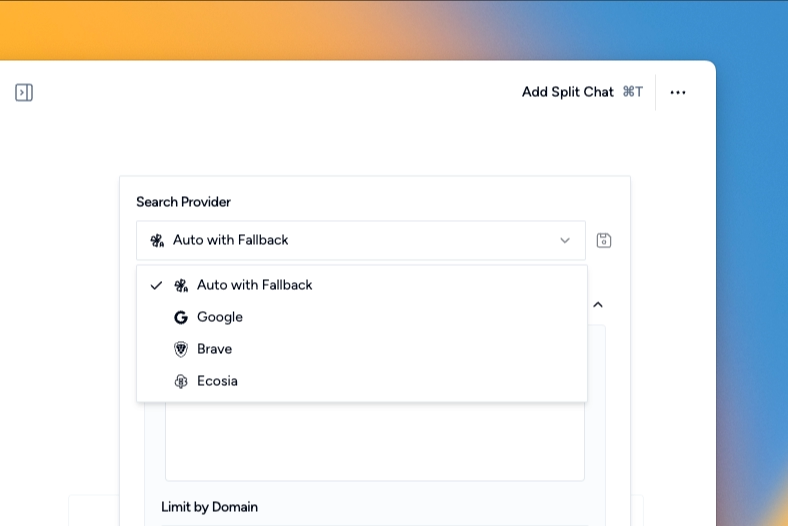 Add Split Chat ⌘T
Search Provider
Auto with Fallback
Auto with Fallback
Google
Brave
Ecosia
Limit by Domain